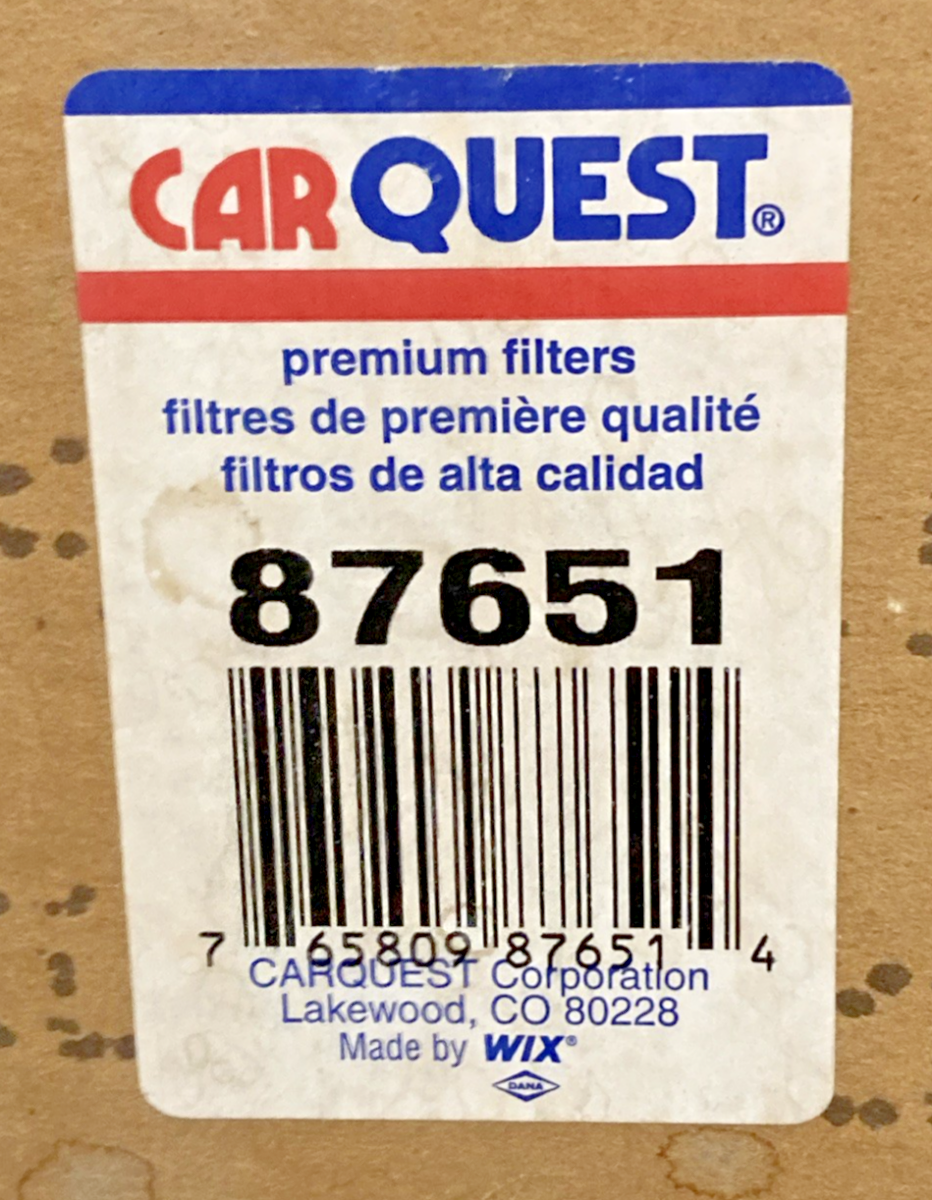 CARQUEST®
premium filters
filtres de première qualité
filtros de alta calidad
87651
7 65809 87651 4
CARQUEST Corporation
Lakewood, CO 80228
Made by WIX®
DANA